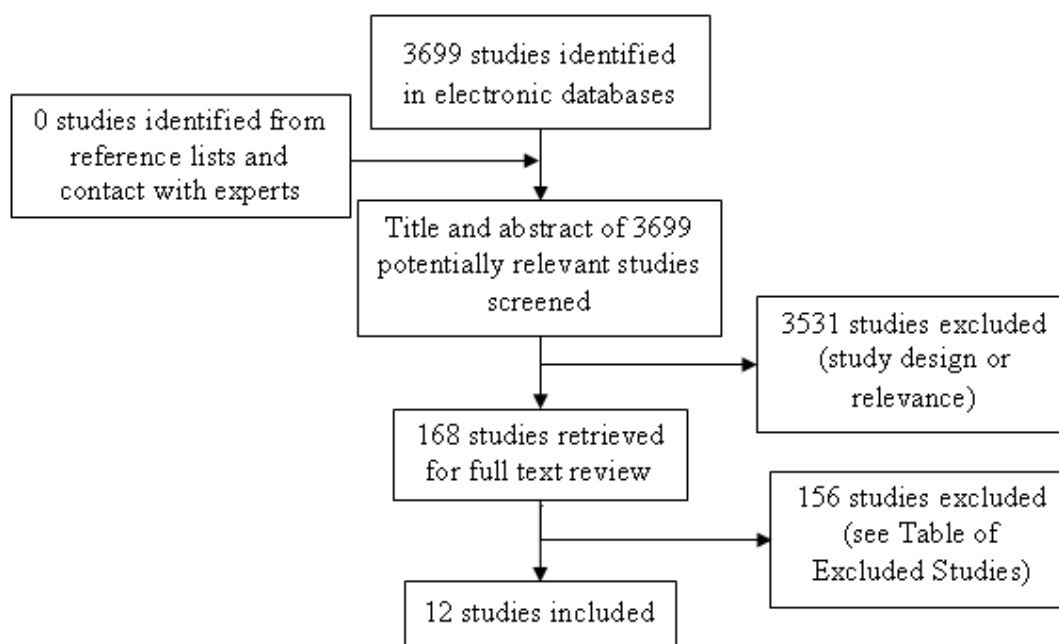 3699 studies identified
in electronic databases
0 studies identified from
reference lists and
contact with experts
Title and abstract of 3699
potentially relevant studies
screened
3531 studies excluded
(study design or
relevance)
168 studies retrieved
for full text review
156 studies excluded
(see Table of
Excluded Studies)
12 studies included